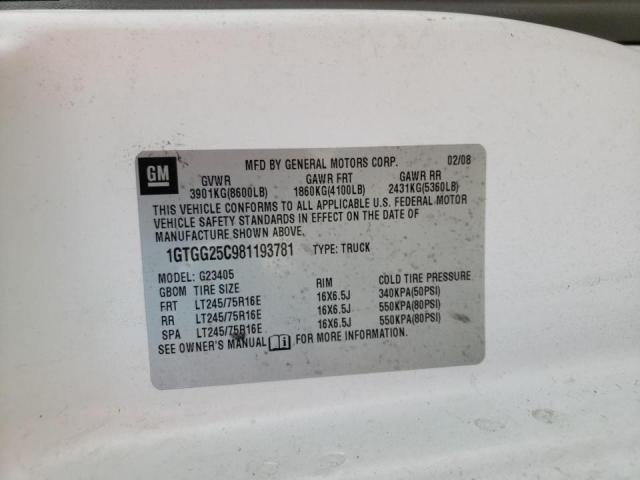 GM
MFD BY GENERAL MOTORS CORP. 02/08
GVWR GAWR FRT GAWR RR
3901KG(8600LB) 1860KG(4100LB) 2431KG(5360LB)
THIS VEHICLE CONFORMS TO ALL APPLICABLE U.S. FEDERAL MOTOR
VEHICLE SAFETY STANDARDS IN EFFECT ON THE DATE OF
MANUFACTURE SHOWN ABOVE.
1GTGG25C981193781 TYPE: TRUCK
MODEL: G23405
GBOM TIRE SIZE RIM COLD TIRE PRESSURE
FRT LT245/75R16E 16X6.5J 340KPA(50PSI)
RR LT245/75R16E 16X6.5J 550KPA(80PSI)
SPA LT245/75R16E 16X6.5J 550KPA(80PSI)
SEE OWNER'S MANUAL i FOR MORE INFORMATION.